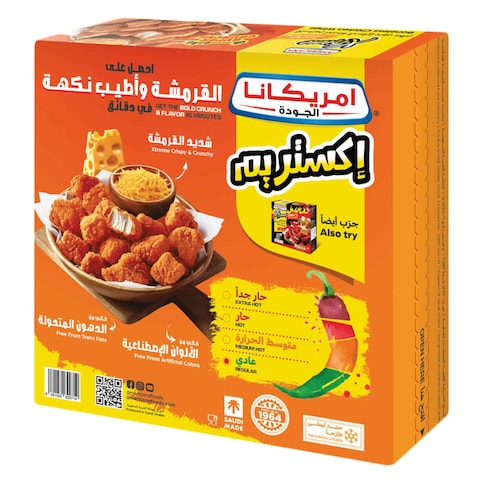 احصل على
القرمشة وأطيب نكهة
في دقائق
GET THE BOLD CRUNCH
& FLAVOR IN MINUTES
شديد القرمشة
Xtreme Crispy & Crunchy
امريكانا
الجودة
®
إكستريم
جرّب أيضاً
Also try
حار جداً
EXTRA HOT
حار
HOT
متوسط الحرارة
MEDIUM HOT
عادي
REGULAR
خالي من
الدهون المتحولة
Free From Trans Fats
خالي من
الألوان الإصطناعية
Free From Artificial Colors
SAUDI
MADE
1964
OPEN HERE
افتح هنا